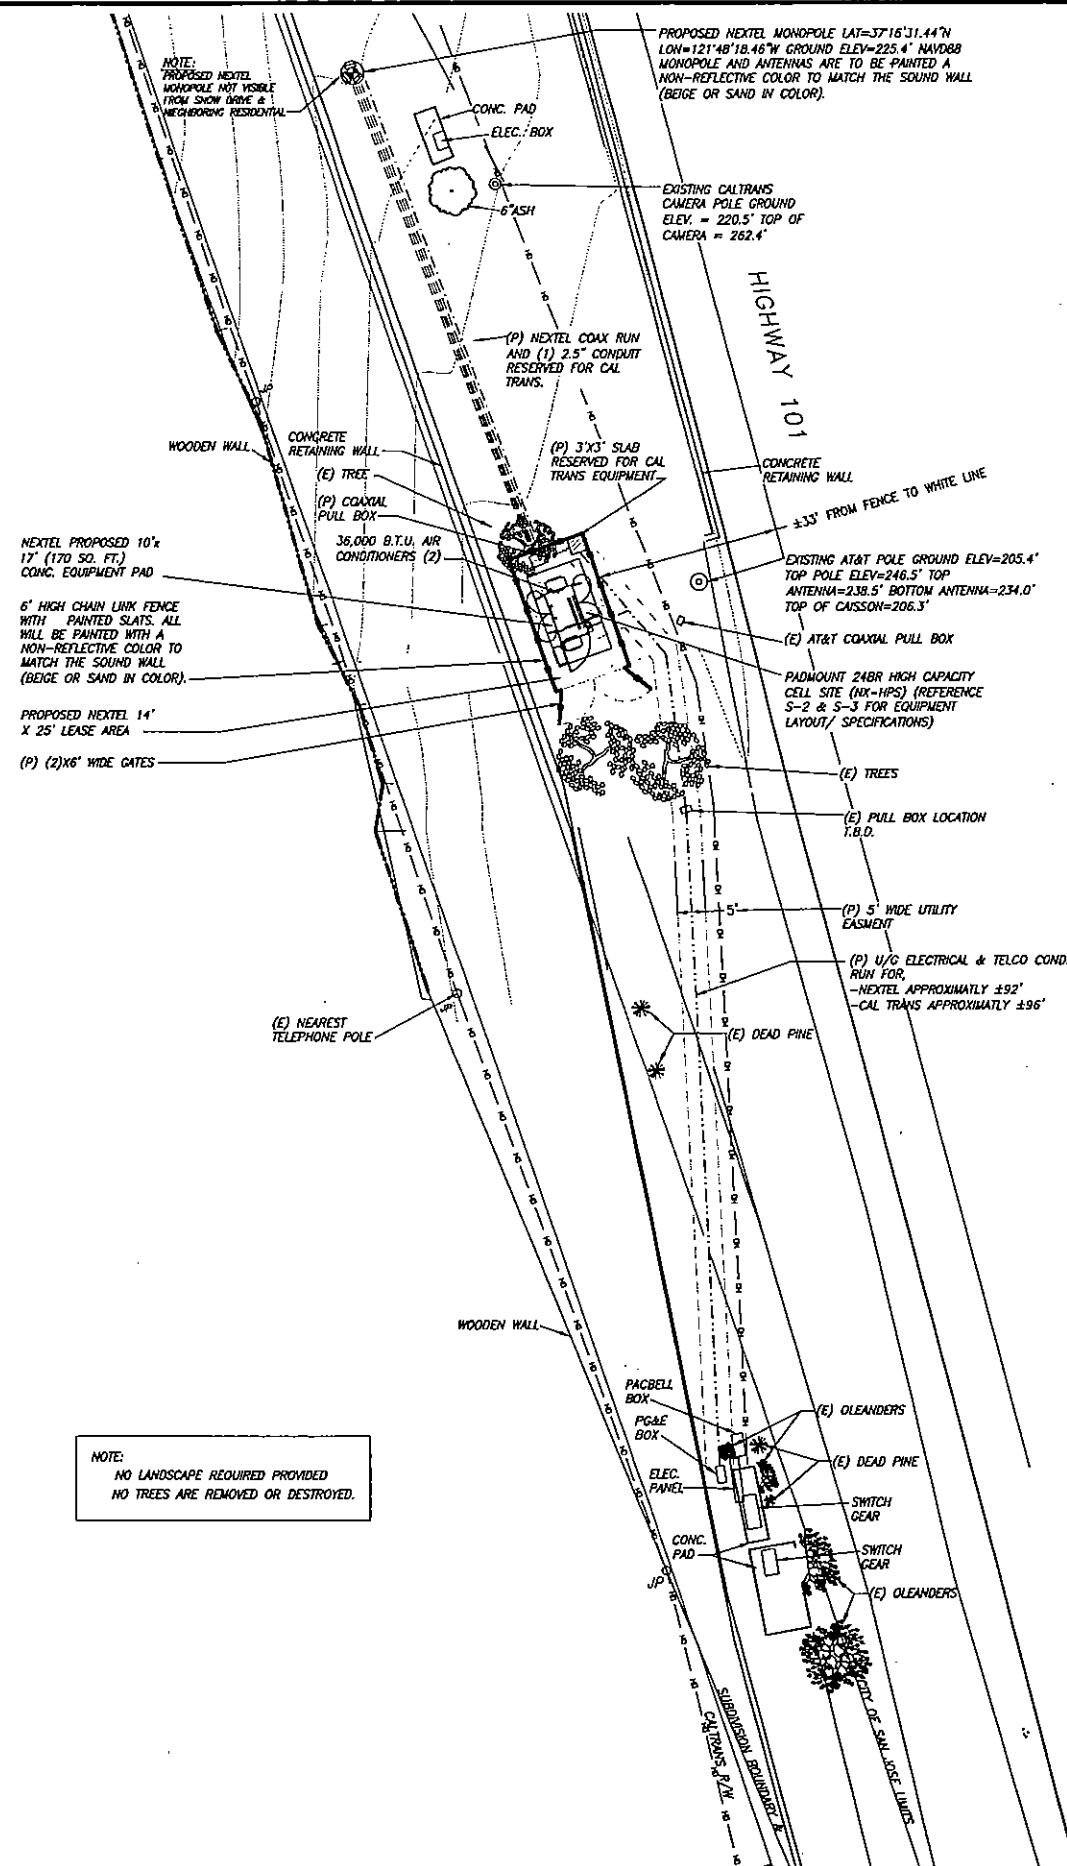 PROPOSED NEXTEL MONOPOLE LAT=37°16'31.44"N
LON=121°48'18.46"W GROUND ELEV=225.4' NAVD88
MONOPOLE AND ANTENNAS ARE TO BE PAINTED A
NON-REFLECTIVE COLOR TO MATCH THE SOUND WALL
(BEIGE OR SAND IN COLOR).
NOTE:
PROPOSED NEXTEL
MONOPOLE NOT VISIBLE
FROM SNOW DRIVE &
NEIGHBORING RESIDENTIAL
CONC. PAD
ELEC. BOX
6"ASH
EXISTING CALTRANS
CAMERA POLE GROUND
ELEV. = 220.5' TOP OF
CAMERA = 262.4'
HIGHWAY 101
(P) NEXTEL COAX RUN
AND (1) 2.5" CONDUIT
RESERVED FOR CAL
TRANS.
JP
WOODEN WALL
CONCRETE
RETAINING WALL
(E) TREE
(P) COAXIAL
PULL BOX
36,000 B.T.U. AIR
CONDITIONERS (2)
(P) 3'X3' SLAB
RESERVED FOR CAL
TRANS EQUIPMENT
CONCRETE
RETAINING WALL
±33' FROM FENCE TO WHITE LINE
NEXTEL PROPOSED 10'x
17' (170 SQ. FT.)
CONC. EQUIPMENT PAD
6' HIGH CHAIN LINK FENCE
WITH PAINTED SLATS. ALL
WILL BE PAINTED WITH A
NON-REFLECTIVE COLOR TO
MATCH THE SOUND WALL
(BEIGE OR SAND IN COLOR).
PROPOSED NEXTEL 14'
X 25' LEASE AREA
(P) (2)X6' WIDE GATES
EXISTING AT&T POLE GROUND ELEV=205.4'
TOP POLE ELEV=246.5' TOP
ANTENNA=238.5' BOTTOM ANTENNA=234.0'
TOP OF CAISSON=206.3'
(E) AT&T COAXIAL PULL BOX
PADMOUNT 24BR HIGH CAPACITY
CELL SITE (NX-HPS) (REFERENCE
S-2 & S-3 FOR EQUIPMENT
LAYOUT/ SPECIFICATIONS)
(E) TREES
(E) PULL BOX LOCATION
T.B.D.
5'
(P) 5' WIDE UTILITY
EASMENT
(P) U/G ELECTRICAL & TELCO COND.
RUN FOR,
-NEXTEL APPROXIMATLY ±92'
-CAL TRANS APPROXIMATLY ±96'
JP
(E) NEAREST
TELEPHONE POLE
(E) DEAD PINE
WOODEN WALL
PACBELL
BOX
PG&E
BOX
ELEC.
PANEL
(E) OLEANDERS
(E) DEAD PINE
SWITCH
GEAR
CONC.
PAD
SWITCH
GEAR
(E) OLEANDERS
NOTE:
NO LANDSCAPE REQUIRED PROVIDED
NO TREES ARE REMOVED OR DESTROYED.
JP
SUBDIVISION BOUNDARY &
CALTRANS R/W
CITY OF SAN JOSE LIMITS